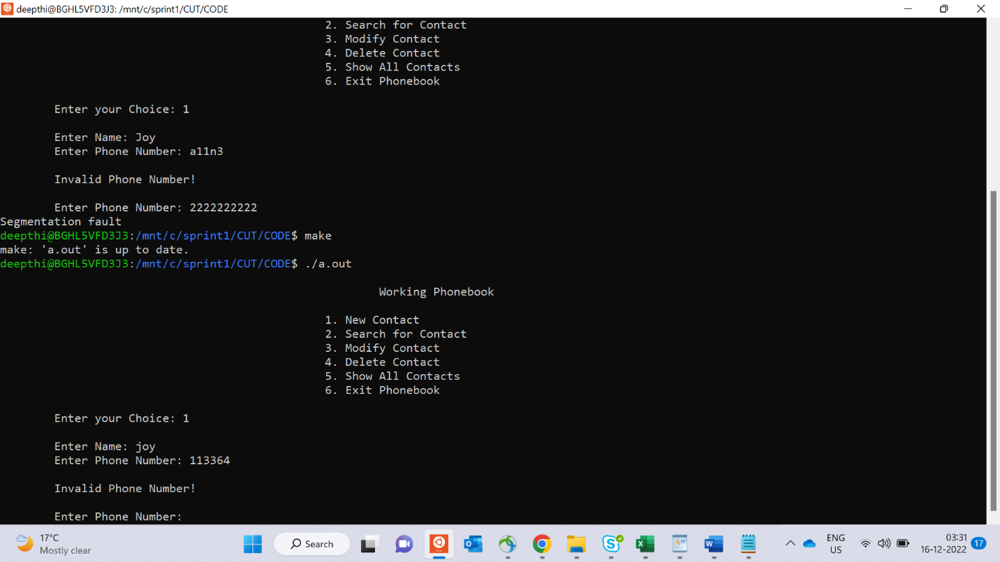 deepthi@BGHL5VFD3J3: /mnt/c/sprint1/CUT/CODE
2. Search for Contact
3. Modify Contact
4. Delete Contact
5. Show All Contacts
6. Exit Phonebook
Enter your Choice: 1
Enter Name: Joy
Enter Phone Number: a11n3
Invalid Phone Number!
Enter Phone Number: 2222222222
Segmentation fault
deepthi@BGHL5VFD3J3:/mnt/c/sprint1/CUT/CODE$ make
make: 'a.out' is up to date.
deepthi@BGHL5VFD3J3:/mnt/c/sprint1/CUT/CODE$ ./a.out
Working Phonebook
1. New Contact
2. Search for Contact
3. Modify Contact
4. Delete Contact
5. Show All Contacts
6. Exit Phonebook
Enter your Choice: 1
Enter Name: joy
Enter Phone Number: 113364
Invalid Phone Number!
Enter Phone Number:
17°C
Mostly clear
Search
ENG
US
03:31
16-12-2022
17